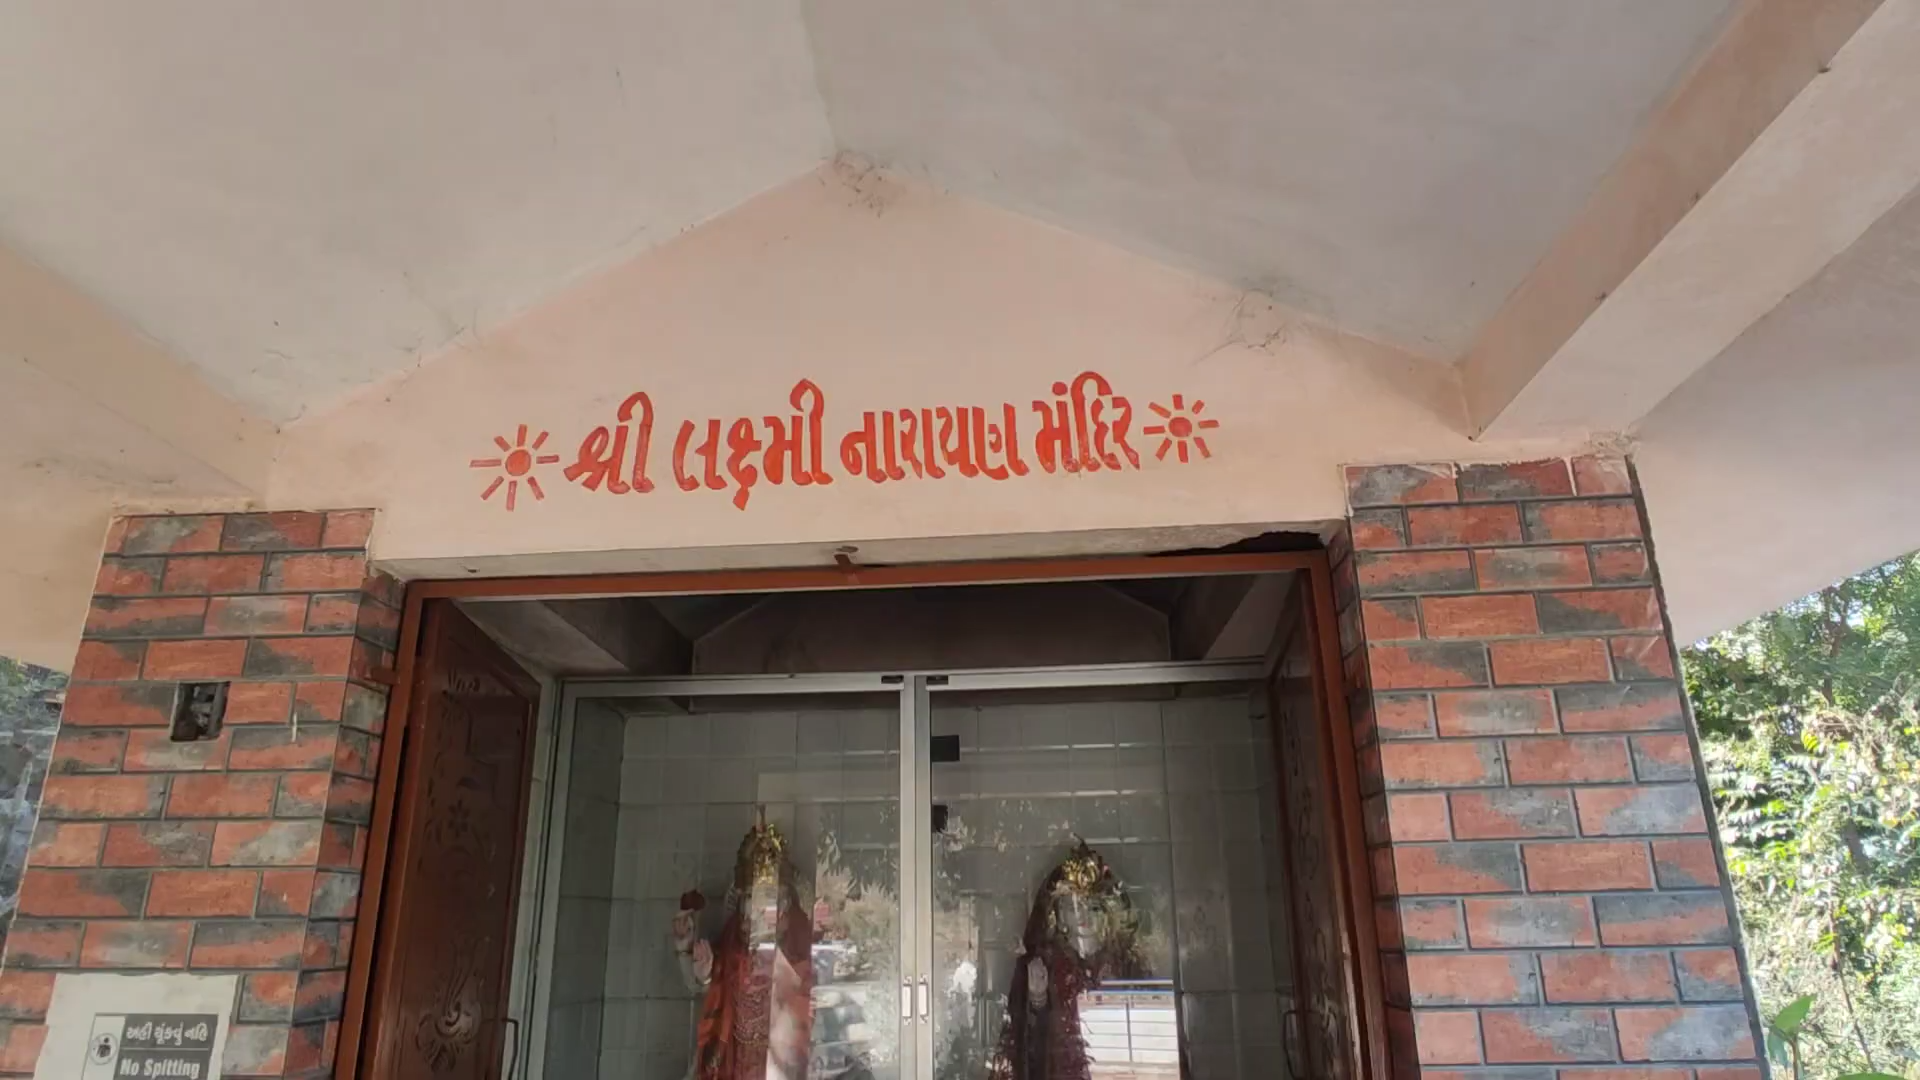 શ્રી લક્ષ્મી નારાયણ મંદિર
અહીં થૂંકવું નહિ
No Spitting